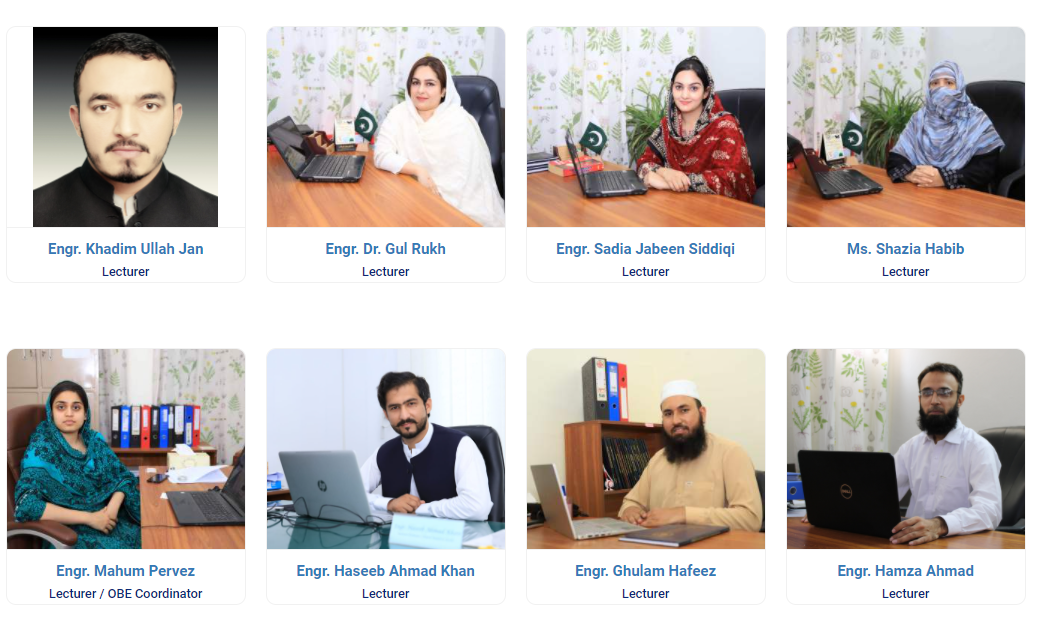 Engr. Khadim Ullah Jan
Lecturer
Engr. Dr. Gul Rukh
Lecturer
Engr. Sadia Jabeen Siddiqi
Lecturer
Ms. Shazia Habib
Lecturer
hp
DELL
Engr. Mahum Pervez
Lecturer / OBE Coordinator
Engr. Haseeb Ahmad Khan
Lecturer
Engr. Ghulam Hafeez
Lecturer
Engr. Hamza Ahmad
Lecturer